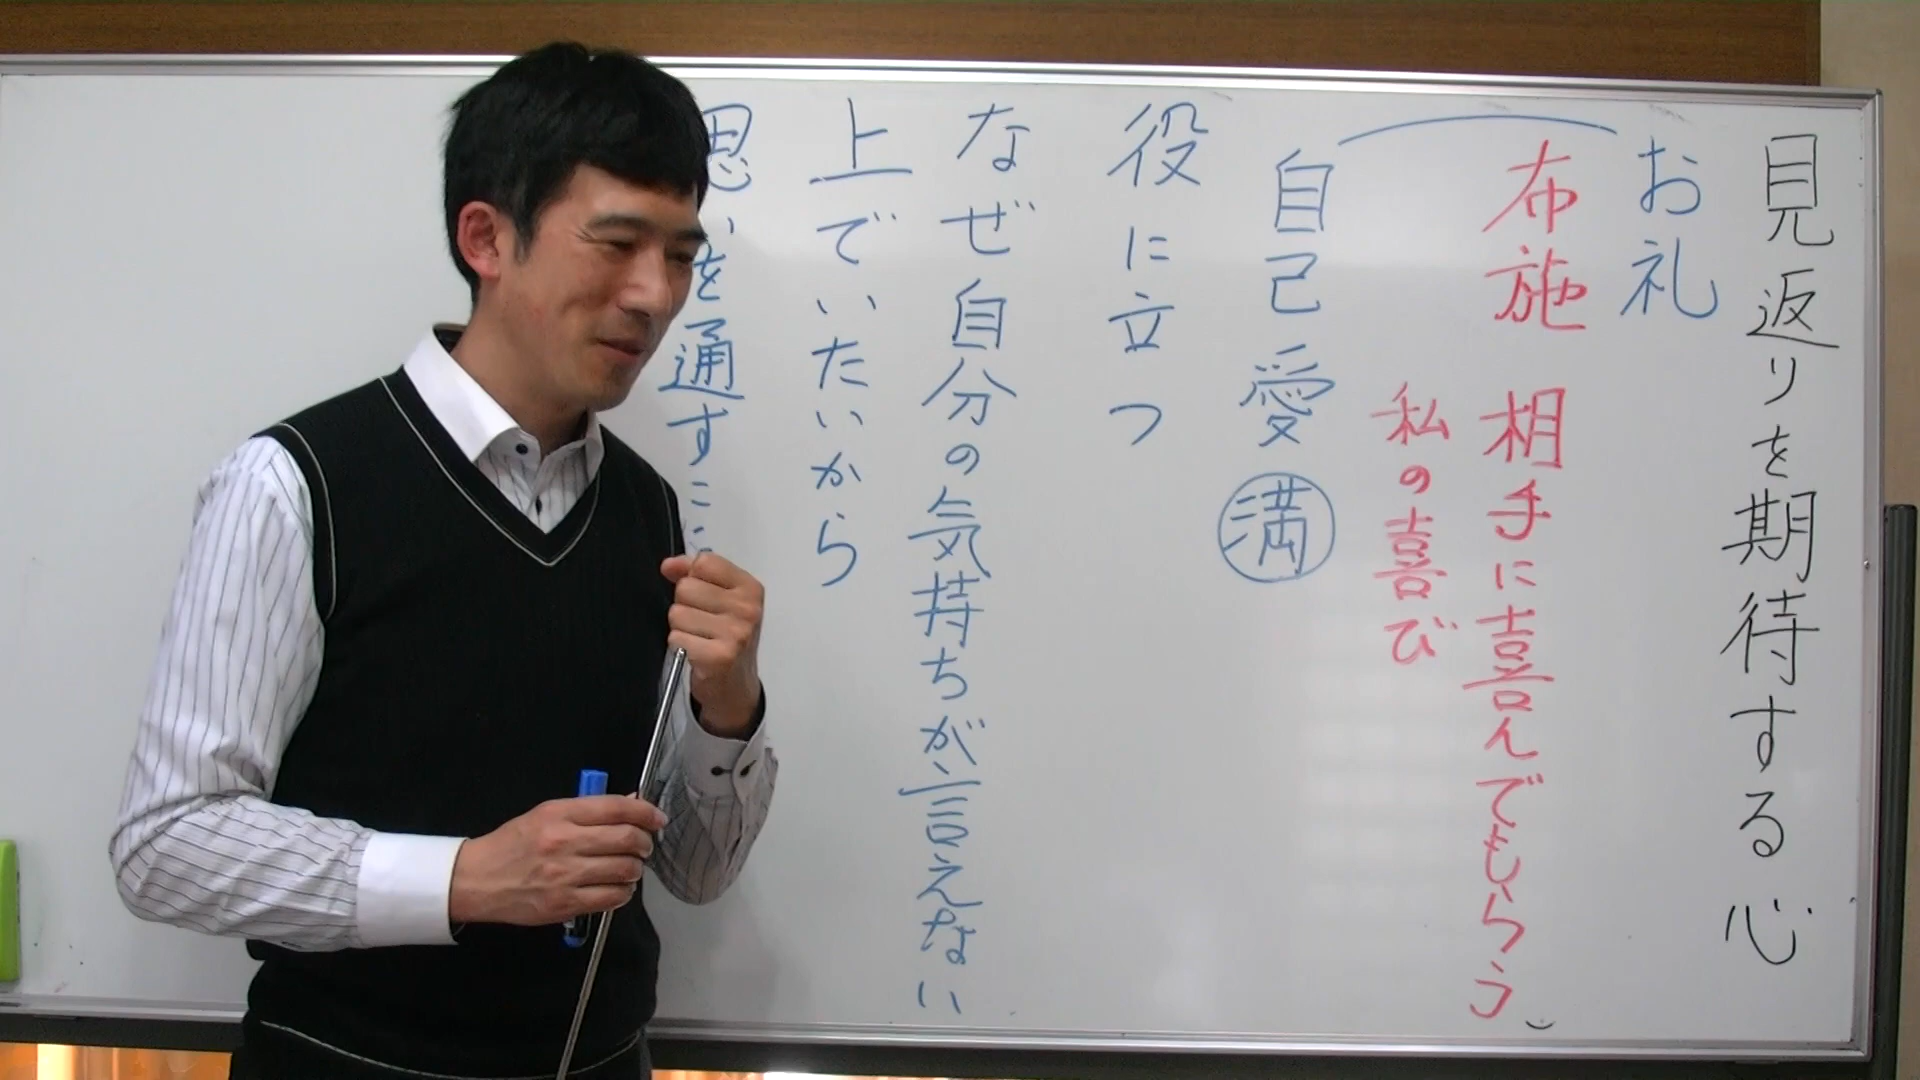 見返りを期待する心
お礼
布施 相手に喜んでもらう
私の喜び
自己愛 満
役に立つ
なぜ自分の気持ちが言えない
上でいたいから
思いを通すこ